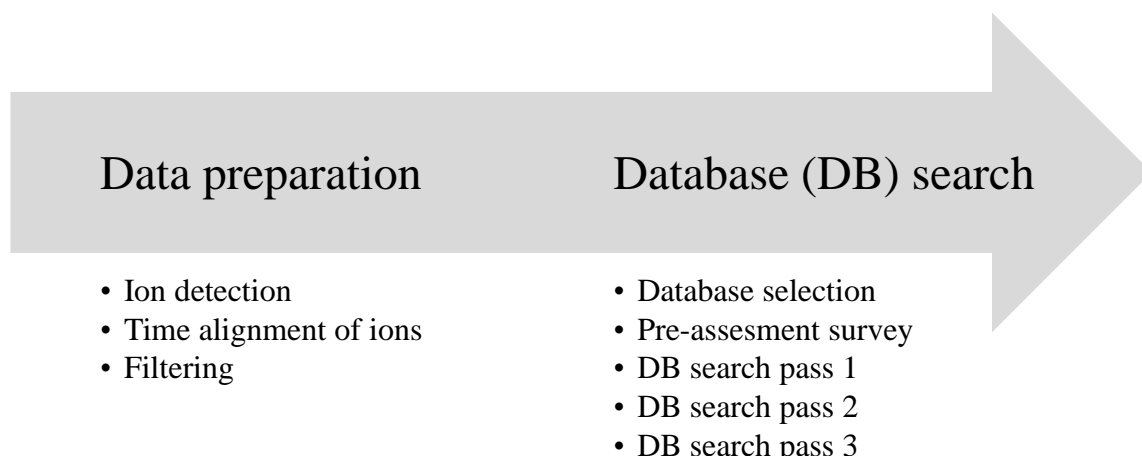 Data preparation
• Ion detection
• Time alignment of ions
• Filtering
Database (DB) search
• Database selection
• Pre-assesment survey
• DB search pass 1
• DB search pass 2
• DB search pass 3